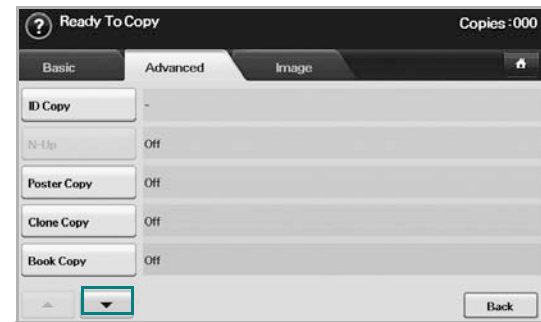 ? Ready To Copy Copies :000
Basic Advanced Image
ID Copy -
N-Up Off
Poster Copy Off
Clone Copy Off
Book Copy Off
Back